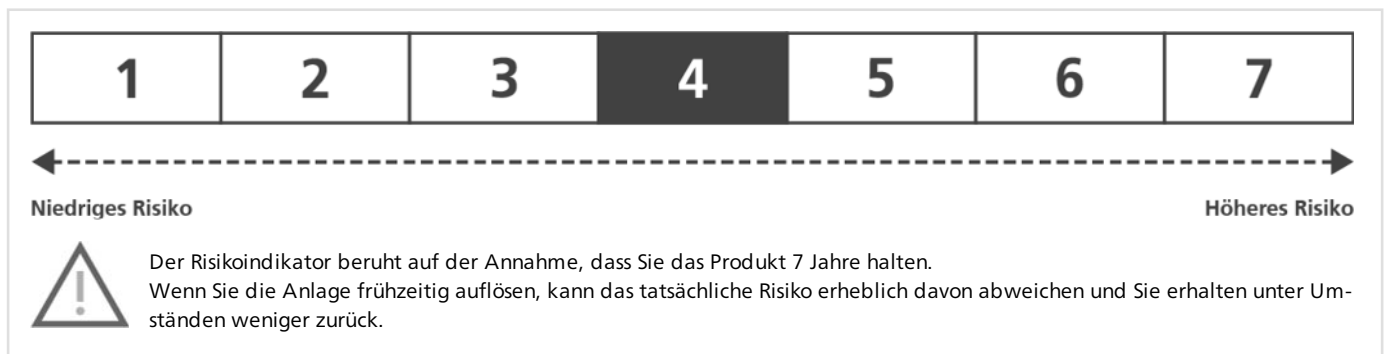 1 2 3 4 5 6 7
Niedriges Risiko Höheres Risiko
Der Risikoindikator beruht auf der Annahme, dass Sie das Produkt 7 Jahre halten.
Wenn Sie die Anlage frühzeitig auflösen, kann das tatsächliche Risiko erheblich davon abweichen und Sie erhalten unter Um-
ständen weniger zurück.